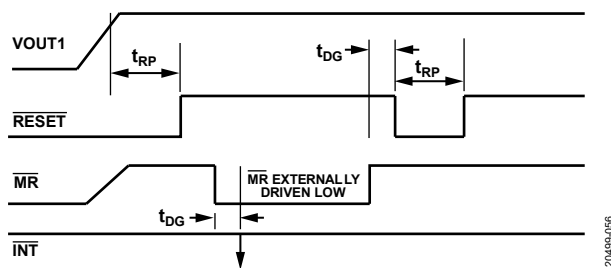 VOUT1
tRP
tDG
tRP
RESET
MR
MR EXTERNALLY
DRIVEN LOW
tDG
INT
20499-056